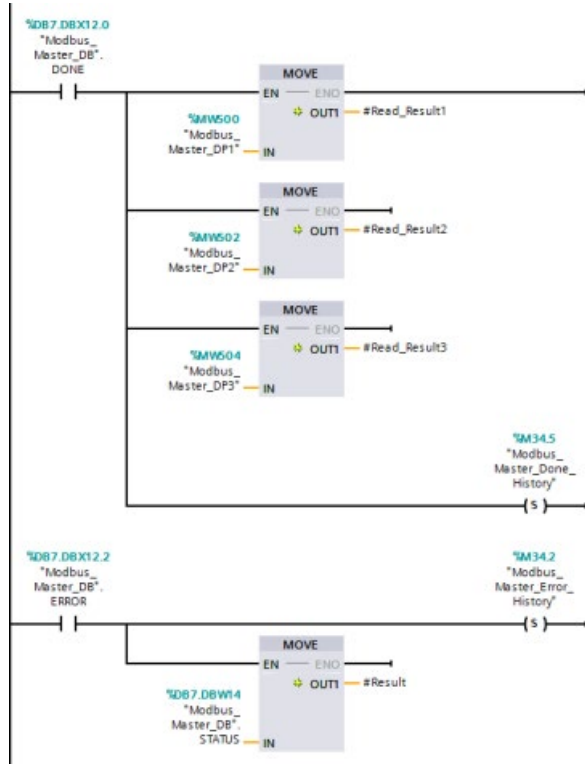 %DB7.DBX12.0
"Modbus_
Master_DB".
DONE
MOVE
EN ENO
OUT1 #Read_Result1
%MW500
"Modbus_
Master_DP1" IN
MOVE
EN ENO
OUT1 #Read_Result2
%MW502
"Modbus_
Master_DP2" IN
MOVE
EN ENO
OUT1 #Read_Result3
%MW504
"Modbus_
Master_DP3" IN
%M34.5
"Modbus_
Master_Done_
History"
( S )
%DB7.DBX12.2
"Modbus_
Master_DB".
ERROR
%M34.2
"Modbus_
Master_Error_
History"
( S )
MOVE
EN ENO
OUT1 #Result
%DB7.DBW14
"Modbus_
Master_DB".
STATUS IN